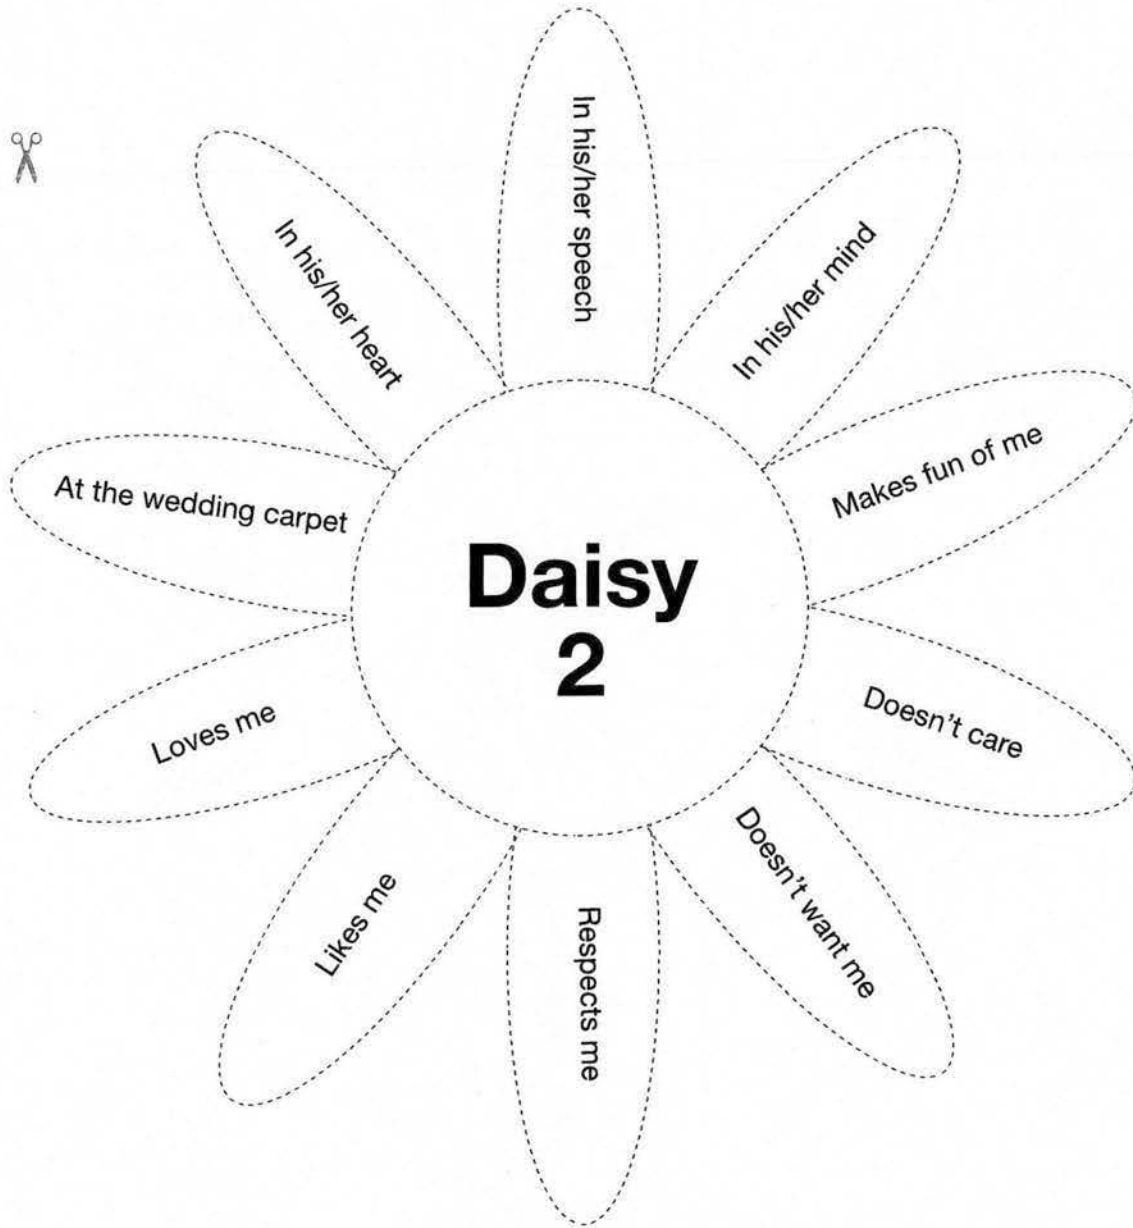 In his/her speech
In his/her mind
Makes fun of me
Doesn't care
Doesn't want me
Respects me
Likes me
Loves me
At the wedding carpet
In his/her heart
Daisy
2